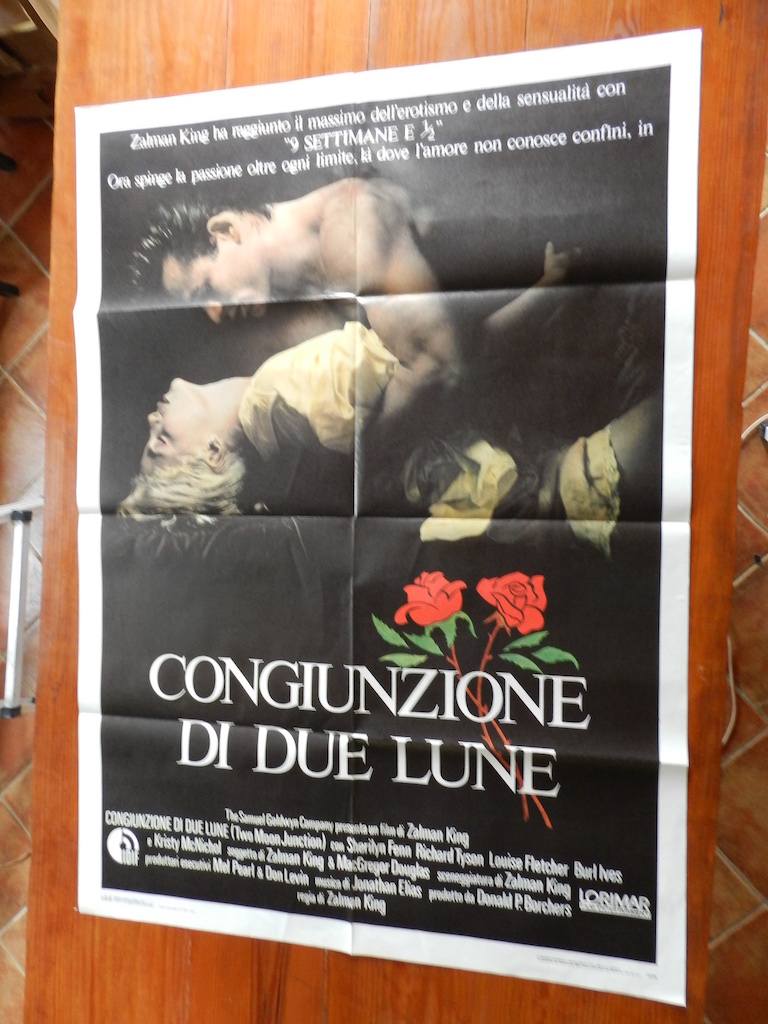 Zalman King ha raggiunto il massimo dell'erotismo e della sensualità con
"9 SETTIMANE E ½"
Ora spinge la passione oltre ogni limite, là dove l'amore non conosce confini, in
CONGIUNZIONE
DI DUE LUNE
The Samuel Goldwyn Company presenta un film di Zalman King
CONGIUNZIONE DI DUE LUNE (Two Moon Junction) con Sherilyn Fenn Richard Tyson Louise Fletcher Burl Ives
e Kristy McNichol soggetto di Zalman King & MacGregor Douglas sceneggiatura di Zalman King
produttori esecutivi Mel Pearl & Don Levin musica di Jonathan Elias prodotto da Donald P. Borchers
regia di Zalman King
LORIMAR